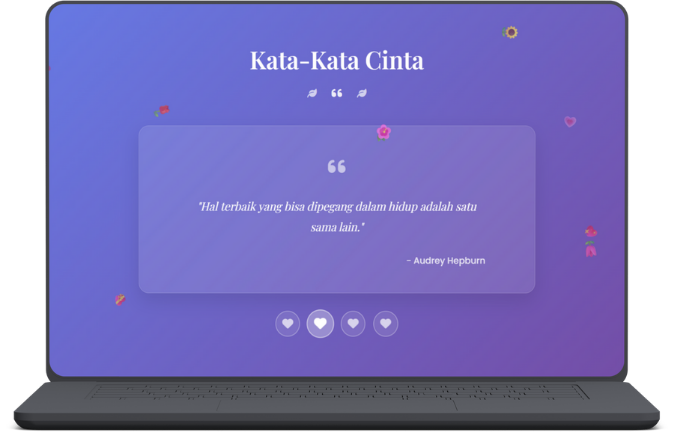 Kata-Kata Cinta
"Hal terbaik yang bisa dipegang dalam hidup adalah satu
sama lain."
- Audrey Hepburn